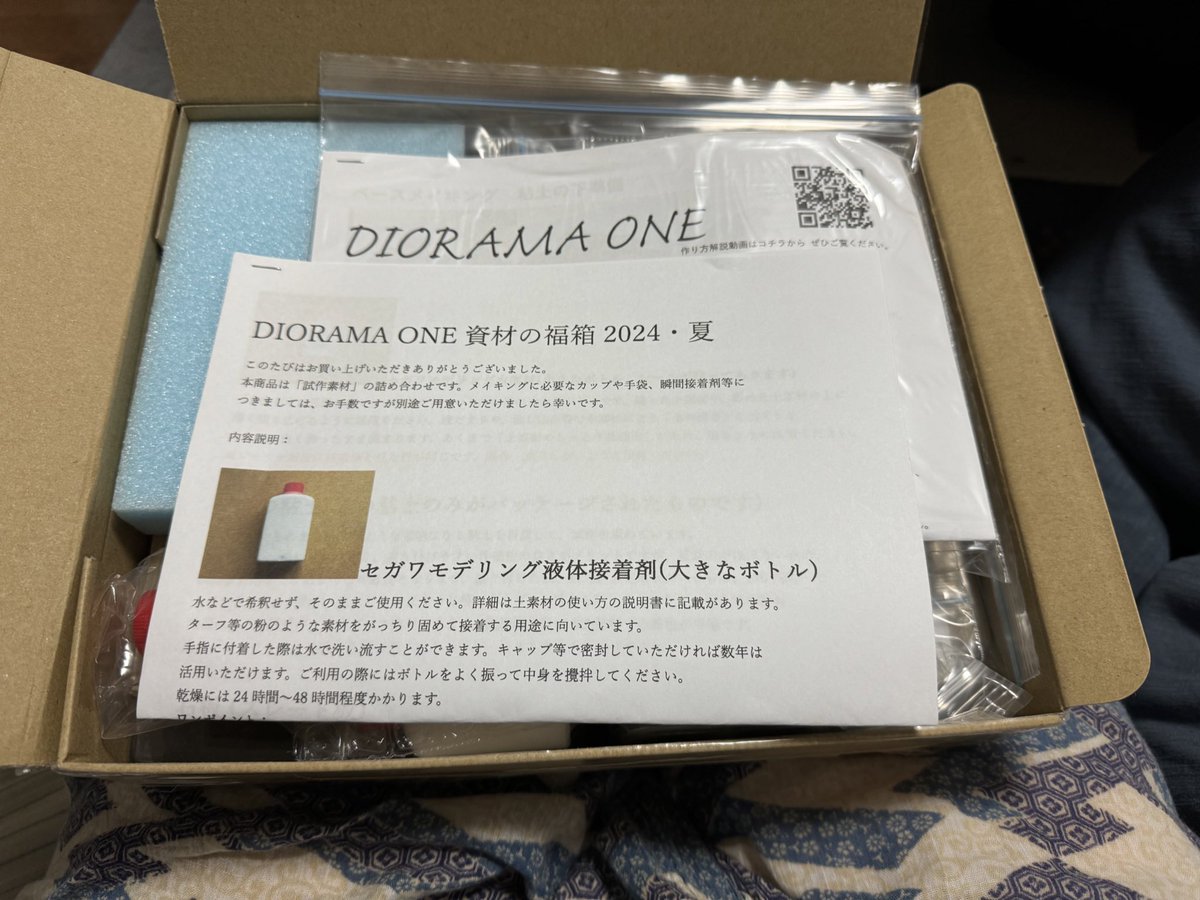 DIORAMA ONE
作り方解説動画はコチラから ぜひご覧ください。
DIORAMA ONE 資材の福箱 2024・夏
このたびはお買い上げいただきありがとうございました。
本商品は「試作素材」の詰め合わせです。メイキングに必要なカップや手袋、瞬間接着剤等に
つきましては、お手数ですが別途ご用意いただけましたら幸いです。
内容説明：
セガワモデリング液体接着剤(大きなボトル)
水などで希釈せず、そのままご使用ください。詳細は土素材の使い方の説明書に記載があります。
ターフ等の粉のような素材をがっちり固めて接着する用途に向いています。
手指に付着した際は水で洗い流すことができます。キャップ等で密封していただければ数年は
活用いただけます。ご利用の際にはボトルをよく振って中身を攪拌してください。
乾燥には 24 時間～48 時間程度かかります。
ワンポイント：